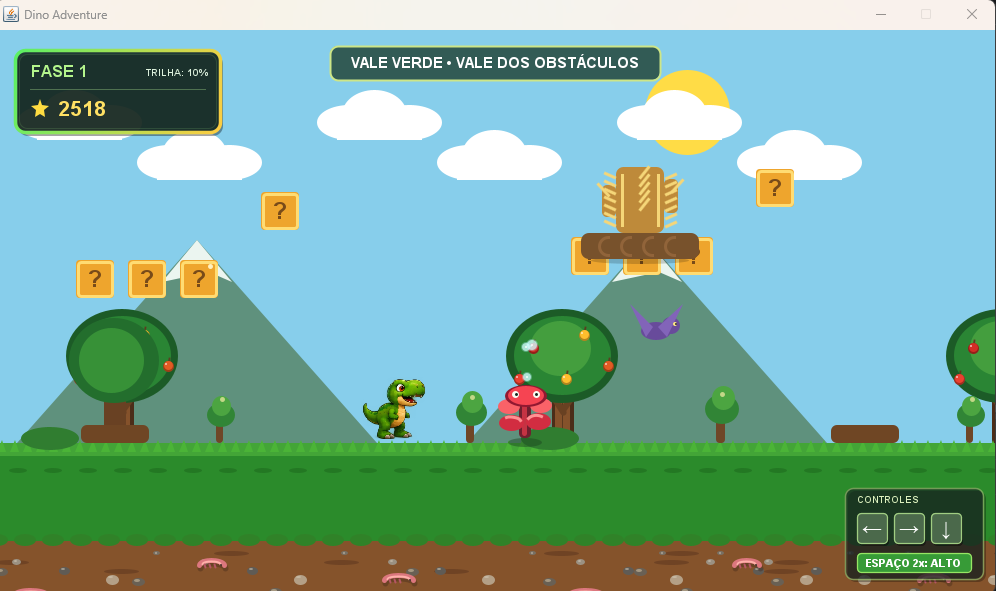 Dino Adventure
FASE 1
TRILHA: 10%
2518
VALE VERDE • VALE DOS OBSTÁCULOS
?
?
?
?
?
CONTROLES
← → ↓
ESPAÇO 2x: ALTO